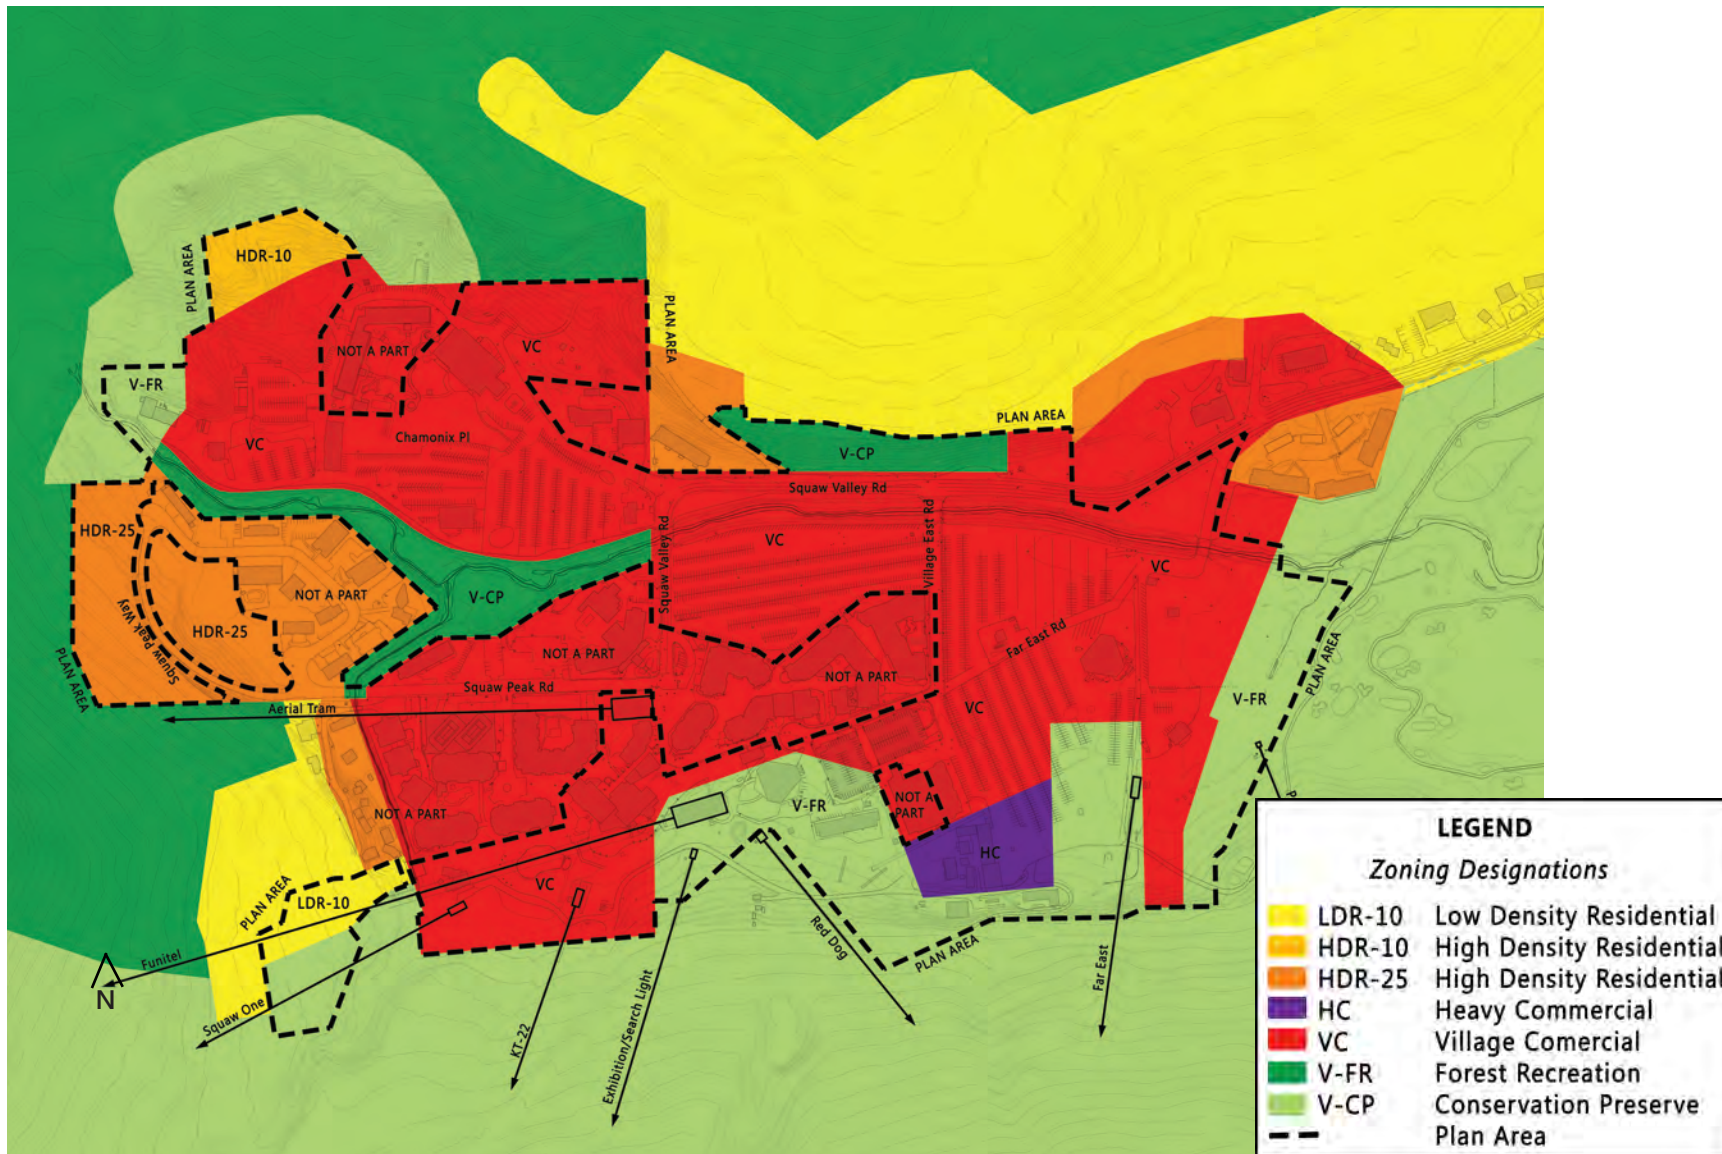 HDR-10
PLAN AREA
PLAN AREA
NOT A PART
VC
V-FR
PLAN AREA
Chamonix Pl
VC
V-CP
Squaw Valley Rd
HDR-25
Squaw Valley Rd
VC
Village East Rd
VC
NOT A PART
V-CP
HDR-25
Squaw Peak Way
PLAN AREA
NOT A PART
Far East Rd
PLAN AREA
Squaw Peak Rd
NOT A PART
V-FR
Aerial Tram
VC
NOT A PART
V-FR
NOT A
PART
HC
VC
PLAN AREA
LDR-10
Funitel
N
Squaw One
KT-22
Exhibition/Search Light
Red Dog
PLAN AREA
Far East
LEGEND
Zoning Designations
LDR-10 Low Density Residential
HDR-10 High Density Residential
HDR-25 High Density Residential
HC Heavy Commercial
VC Village Comercial
V-FR Forest Recreation
V-CP Conservation Preserve
Plan Area